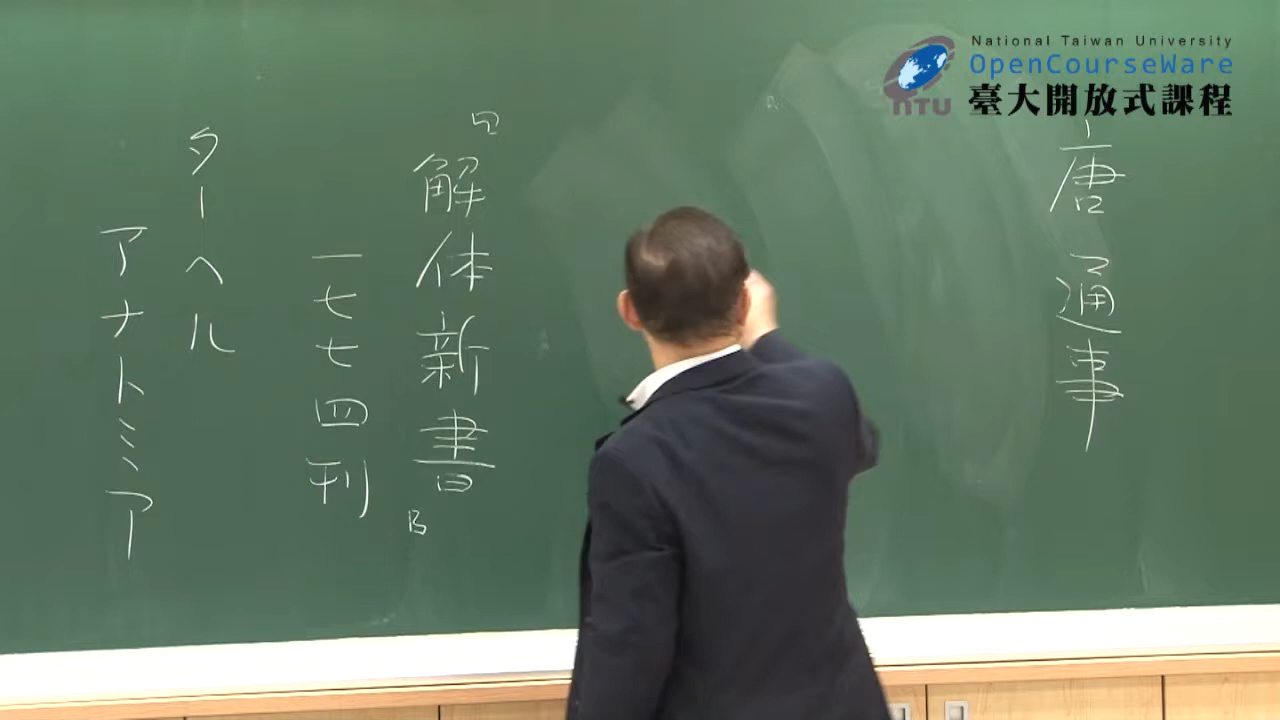 National Taiwan University
OpenCourseWare
臺大開放式課程
NTU
唐通事
『解体新書』
一七七四刊
ターヘル
アナトミア